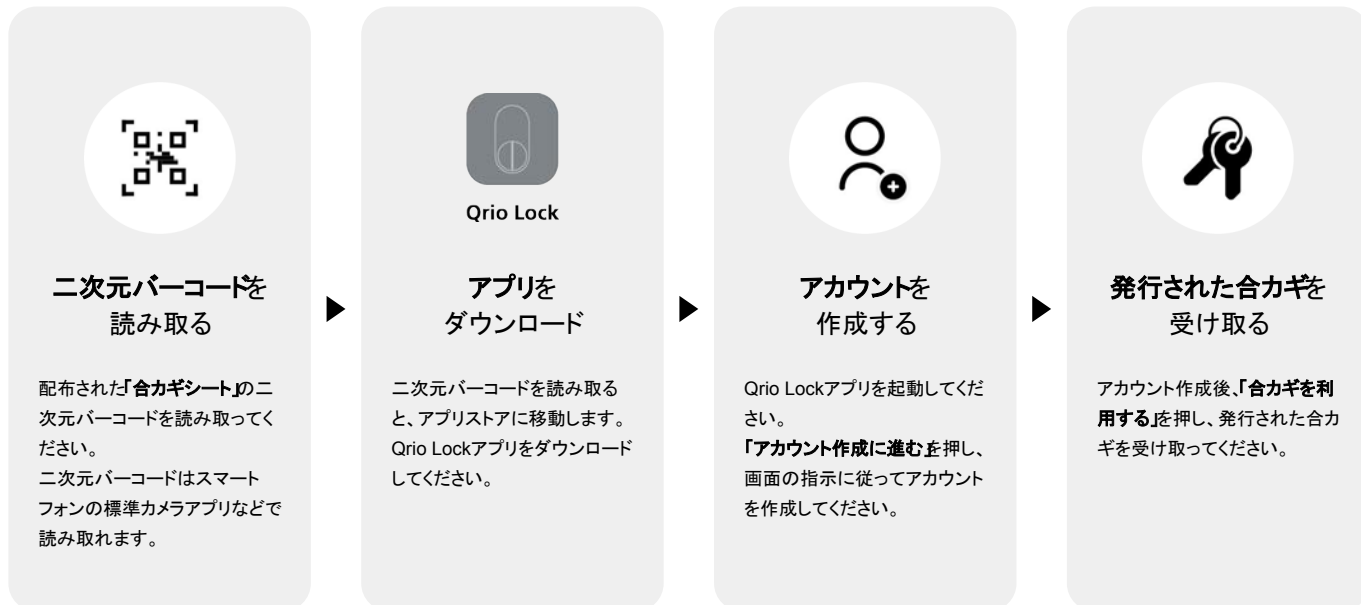 二次元バーコードを
読み取る
配布された「合カギシート」の二
次元バーコードを読み取ってく
ださい。
二次元バーコードはスマート
フォンの標準カメラアプリなどで
読み取れます。
Qrio Lock
アプリを
ダウンロード
二次元バーコードを読み取る
と、アプリストアに移動します。
Qrio Lockアプリをダウンロード
してください。
アカウントを
作成する
Qrio Lockアプリを起動してくだ
さい。
「アカウント作成に進む」を押し、
画面の指示に従ってアカウント
を作成してください。
発行された合カギを
受け取る
アカウント作成後、「合カギを利
用する」を押し、発行された合カ
ギを受け取ってください。